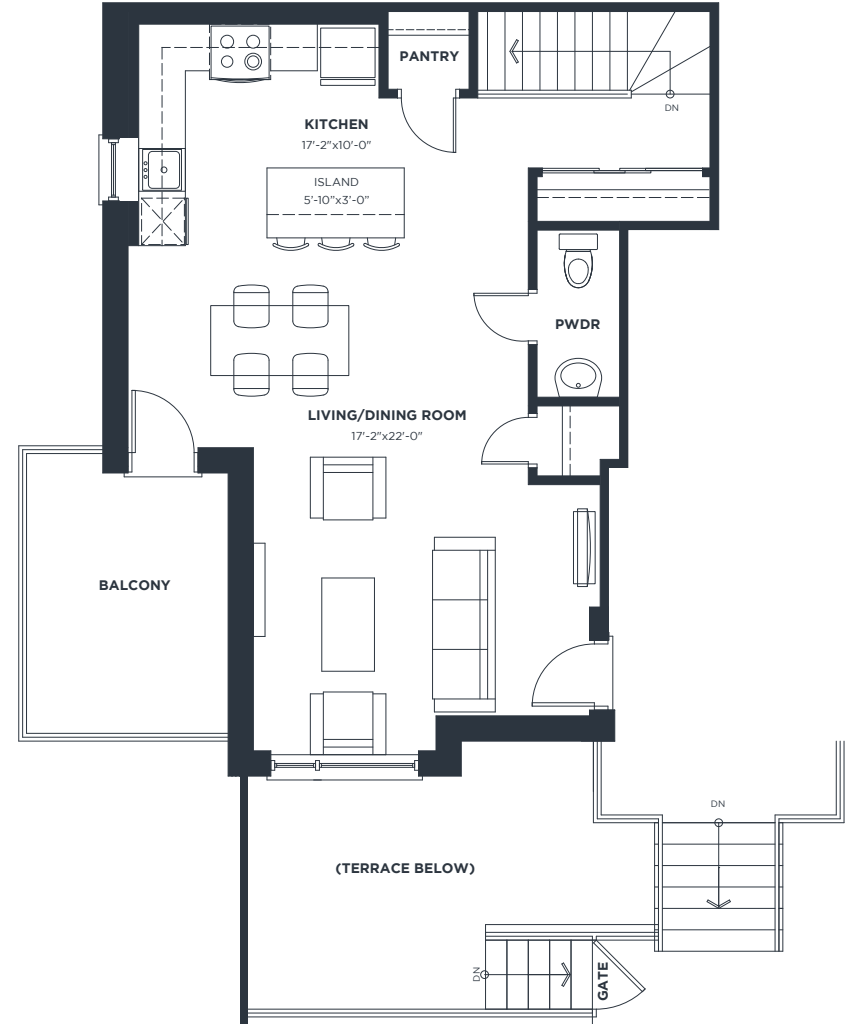 PANTRY
DN
KITCHEN
17'-2"x10'-0"
ISLAND
5'-10"x3'-0"
PWDR
LIVING/DINING ROOM
17'-2"x22'-0"
BALCONY
DN
(TERRACE BELOW)
DN
GATE